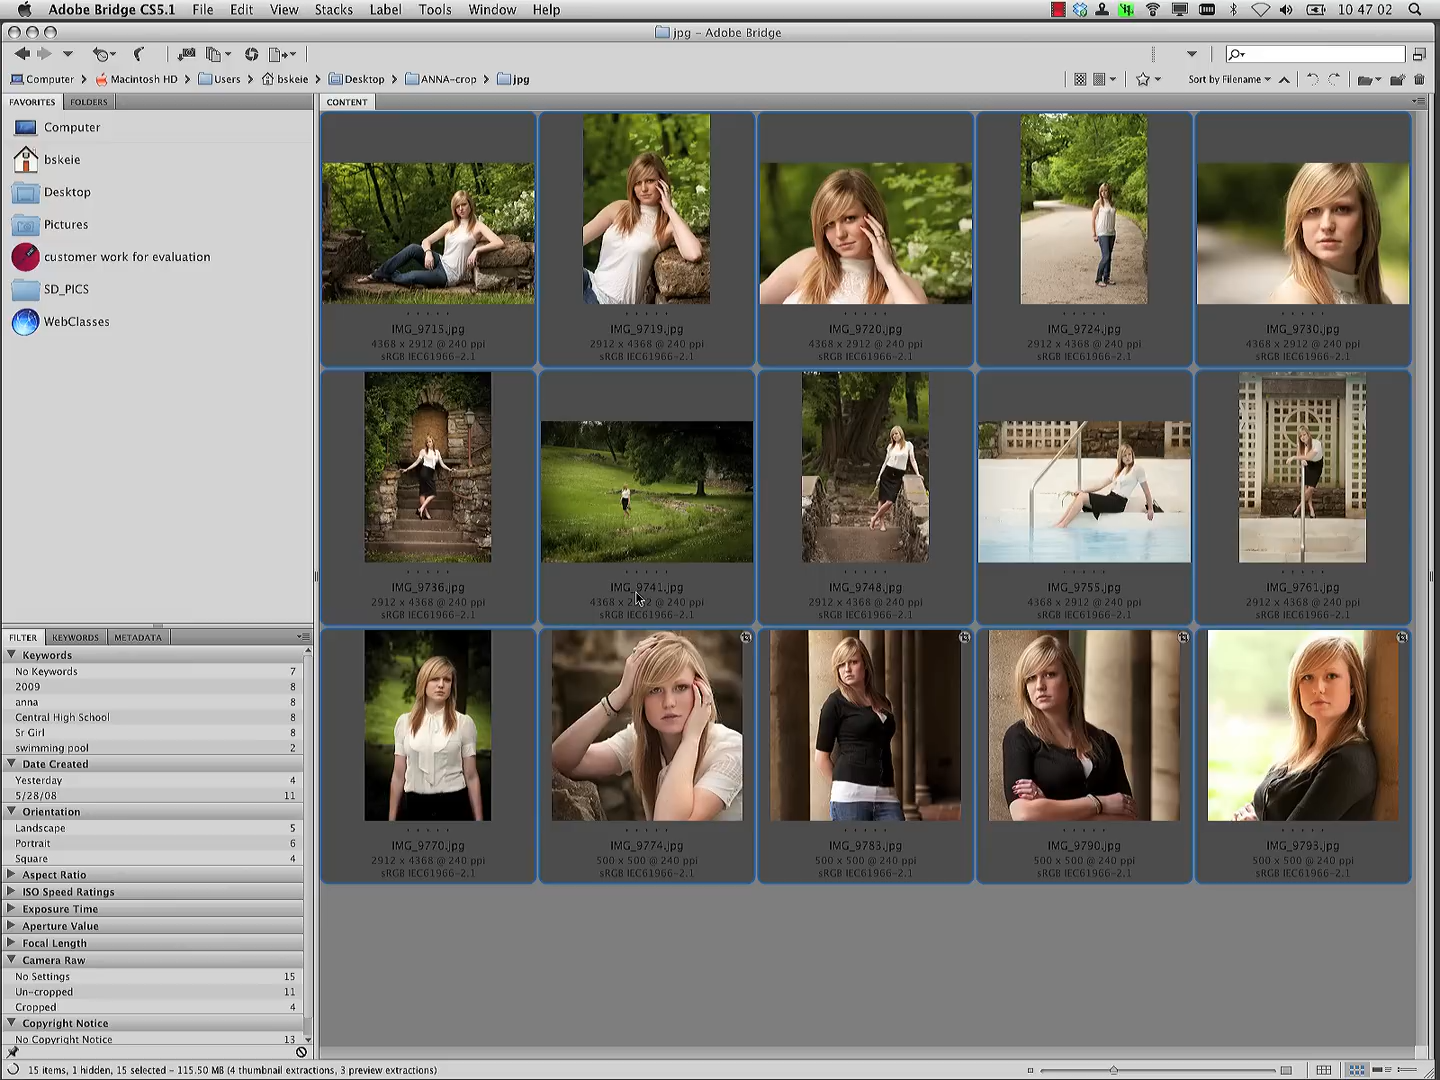 Adobe Bridge CS5.1 File Edit View Stacks Label Tools Window Help 10 47 02
jpg – Adobe Bridge
Computer Macintosh HD Users bskeie Desktop ANNA-crop jpg Sort by Filename
FAVORITES FOLDERS CONTENT
Computer
bskeie
Desktop
Pictures
customer work for evaluation
SD_PICS
WebClasses
IMG_9715.jpg IMG_9719.jpg IMG_9720.jpg IMG_9724.jpg IMG_9730.jpg
4368 x 2912 @ 240 ppi 2912 x 4368 @ 240 ppi 4368 x 2912 @ 240 ppi 2912 x 4368 @ 240 ppi 4368 x 2912 @ 240 ppi
sRGB IEC61966-2.1 sRGB IEC61966-2.1 sRGB IEC61966-2.1 sRGB IEC61966-2.1 sRGB IEC61966-2.1
IMG_9736.jpg IMG_9741.jpg IMG_9748.jpg IMG_9755.jpg IMG_9761.jpg
2912 x 4368 @ 240 ppi 4368 x 2912 @ 240 ppi 2912 x 4368 @ 240 ppi 4368 x 2912 @ 240 ppi 2912 x 4368 @ 240 ppi
sRGB IEC61966-2.1 sRGB IEC61966-2.1 sRGB IEC61966-2.1 sRGB IEC61966-2.1 sRGB IEC61966-2.1
IMG_9770.jpg IMG_9774.jpg IMG_9783.jpg IMG_9790.jpg IMG_9793.jpg
2912 x 4368 @ 240 ppi 500 x 500 @ 240 ppi 500 x 500 @ 240 ppi 500 x 500 @ 240 ppi 500 x 500 @ 240 ppi
sRGB IEC61966-2.1 sRGB IEC61966-2.1 sRGB IEC61966-2.1 sRGB IEC61966-2.1 sRGB IEC61966-2.1
FILTER KEYWORDS METADATA
Keywords
No Keywords 7
2009 8
anna 8
Central High School 8
Sr Girl 8
swimming pool 2
Date Created
Yesterday 4
5/28/08 11
Orientation
Landscape 5
Portrait 6
Square 4
Aspect Ratio
ISO Speed Ratings
Exposure Time
Aperture Value
Focal Length
Camera Raw
No Settings 15
Un-cropped 11
Cropped 4
Copyright Notice
No Copyright Notice 13
15 items, 1 hidden, 15 selected – 115.50 MB (4 thumbnail extractions, 3 preview extractions)